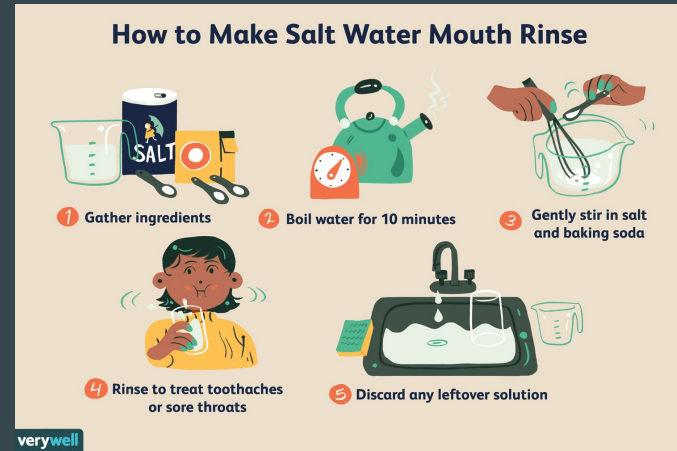 How to Make Salt Water Mouth Rinse
SALT
1 Gather ingredients
2 Boil water for 10 minutes
3 Gently stir in salt
and baking soda
4 Rinse to treat toothaches
or sore throats
5 Discard any leftover solution
verywell